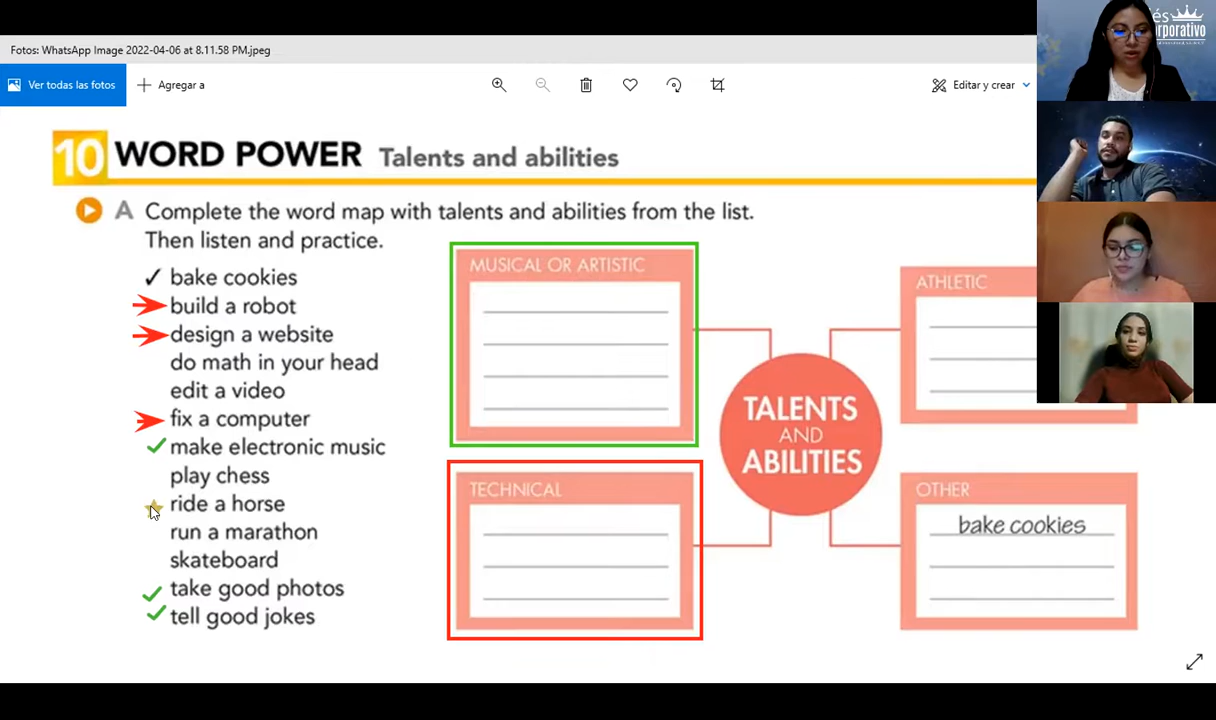 Fotos: WhatsApp Image 2022-04-06 at 8.11.58 PM.jpeg
Ver todas las fotos
Agregar a
Editar y crear
és
corporativo
10 WORD POWER Talents and abilities
A Complete the word map with talents and abilities from the list.
Then listen and practice.
✓ bake cookies
build a robot
design a website
do math in your head
edit a video
fix a computer
make electronic music
play chess
ride a horse
run a marathon
skateboard
take good photos
tell good jokes
MUSICAL OR ARTISTIC
TECHNICAL
TALENTS
AND
ABILITIES
ATHLETIC
OTHER
bake cookies